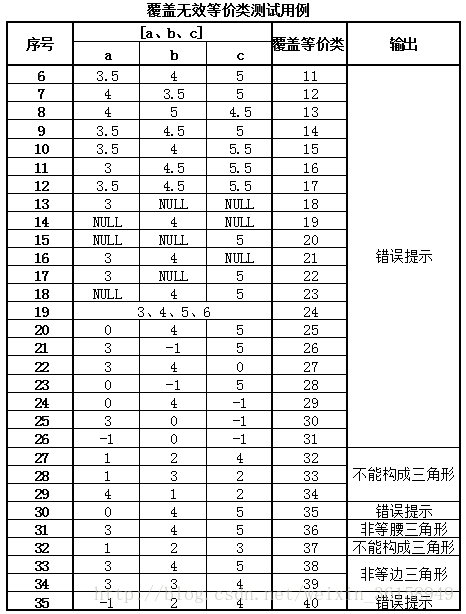 覆盖无效等价类测试用例
序号 [a、b、c] 覆盖等价类 输出
a b c
6 3.5 4 5 11
7 4 3.5 5 12
8 4 5 4.5 13
9 3.5 4.5 5 14
10 3.5 4 5.5 15
11 3 4.5 5.5 16
12 3.5 4.5 5.5 17
13 3 NULL NULL 18
14 NULL 4 NULL 19
15 NULL NULL 5 20
16 3 4 NULL 21 错误提示
17 3 NULL 5 22
18 NULL 4 5 23
19 3、4、5、6 24
20 0 4 5 25
21 3 -1 5 26
22 3 4 0 27
23 0 -1 5 28
24 0 4 -1 29
25 3 0 -1 30
26 -1 0 -1 31
27 1 2 4 32
28 1 3 2 33 不能构成三角形
29 4 1 2 34
30 0 4 5 35 错误提示
31 3 4 5 36 非等腰三角形
32 1 2 3 37 不能构成三角形
33 3 4 5 38 非等边三角形
34 3 3 4 39
35 -1 2 4 40 错误提示